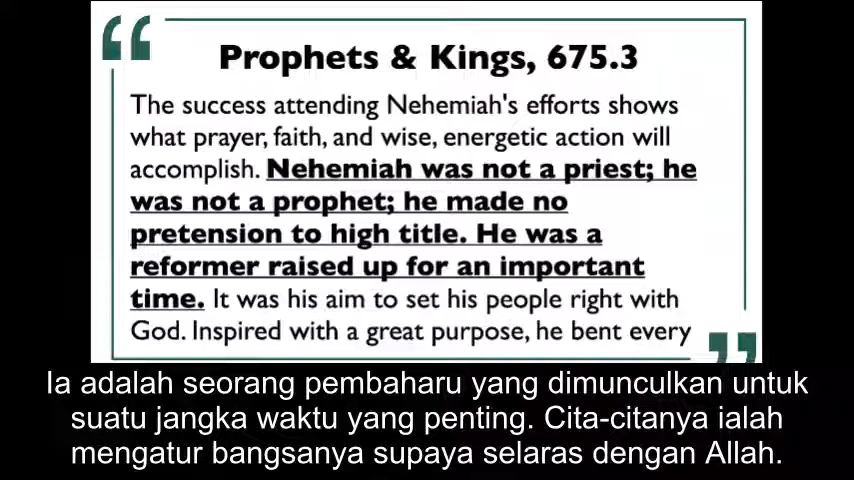 Prophets & Kings, 675.3
The success attending Nehemiah's efforts shows
what prayer, faith, and wise, energetic action will
accomplish. Nehemiah was not a priest; he
was not a prophet; he made no
pretension to high title. He was a
reformer raised up for an important
time. It was his aim to set his people right with
God. Inspired with a great purpose, he bent every
Ia adalah seorang pembaharu yang dimunculkan untuk
suatu jangka waktu yang penting. Cita-citanya ialah
mengatur bangsanya supaya selaras dengan Allah.